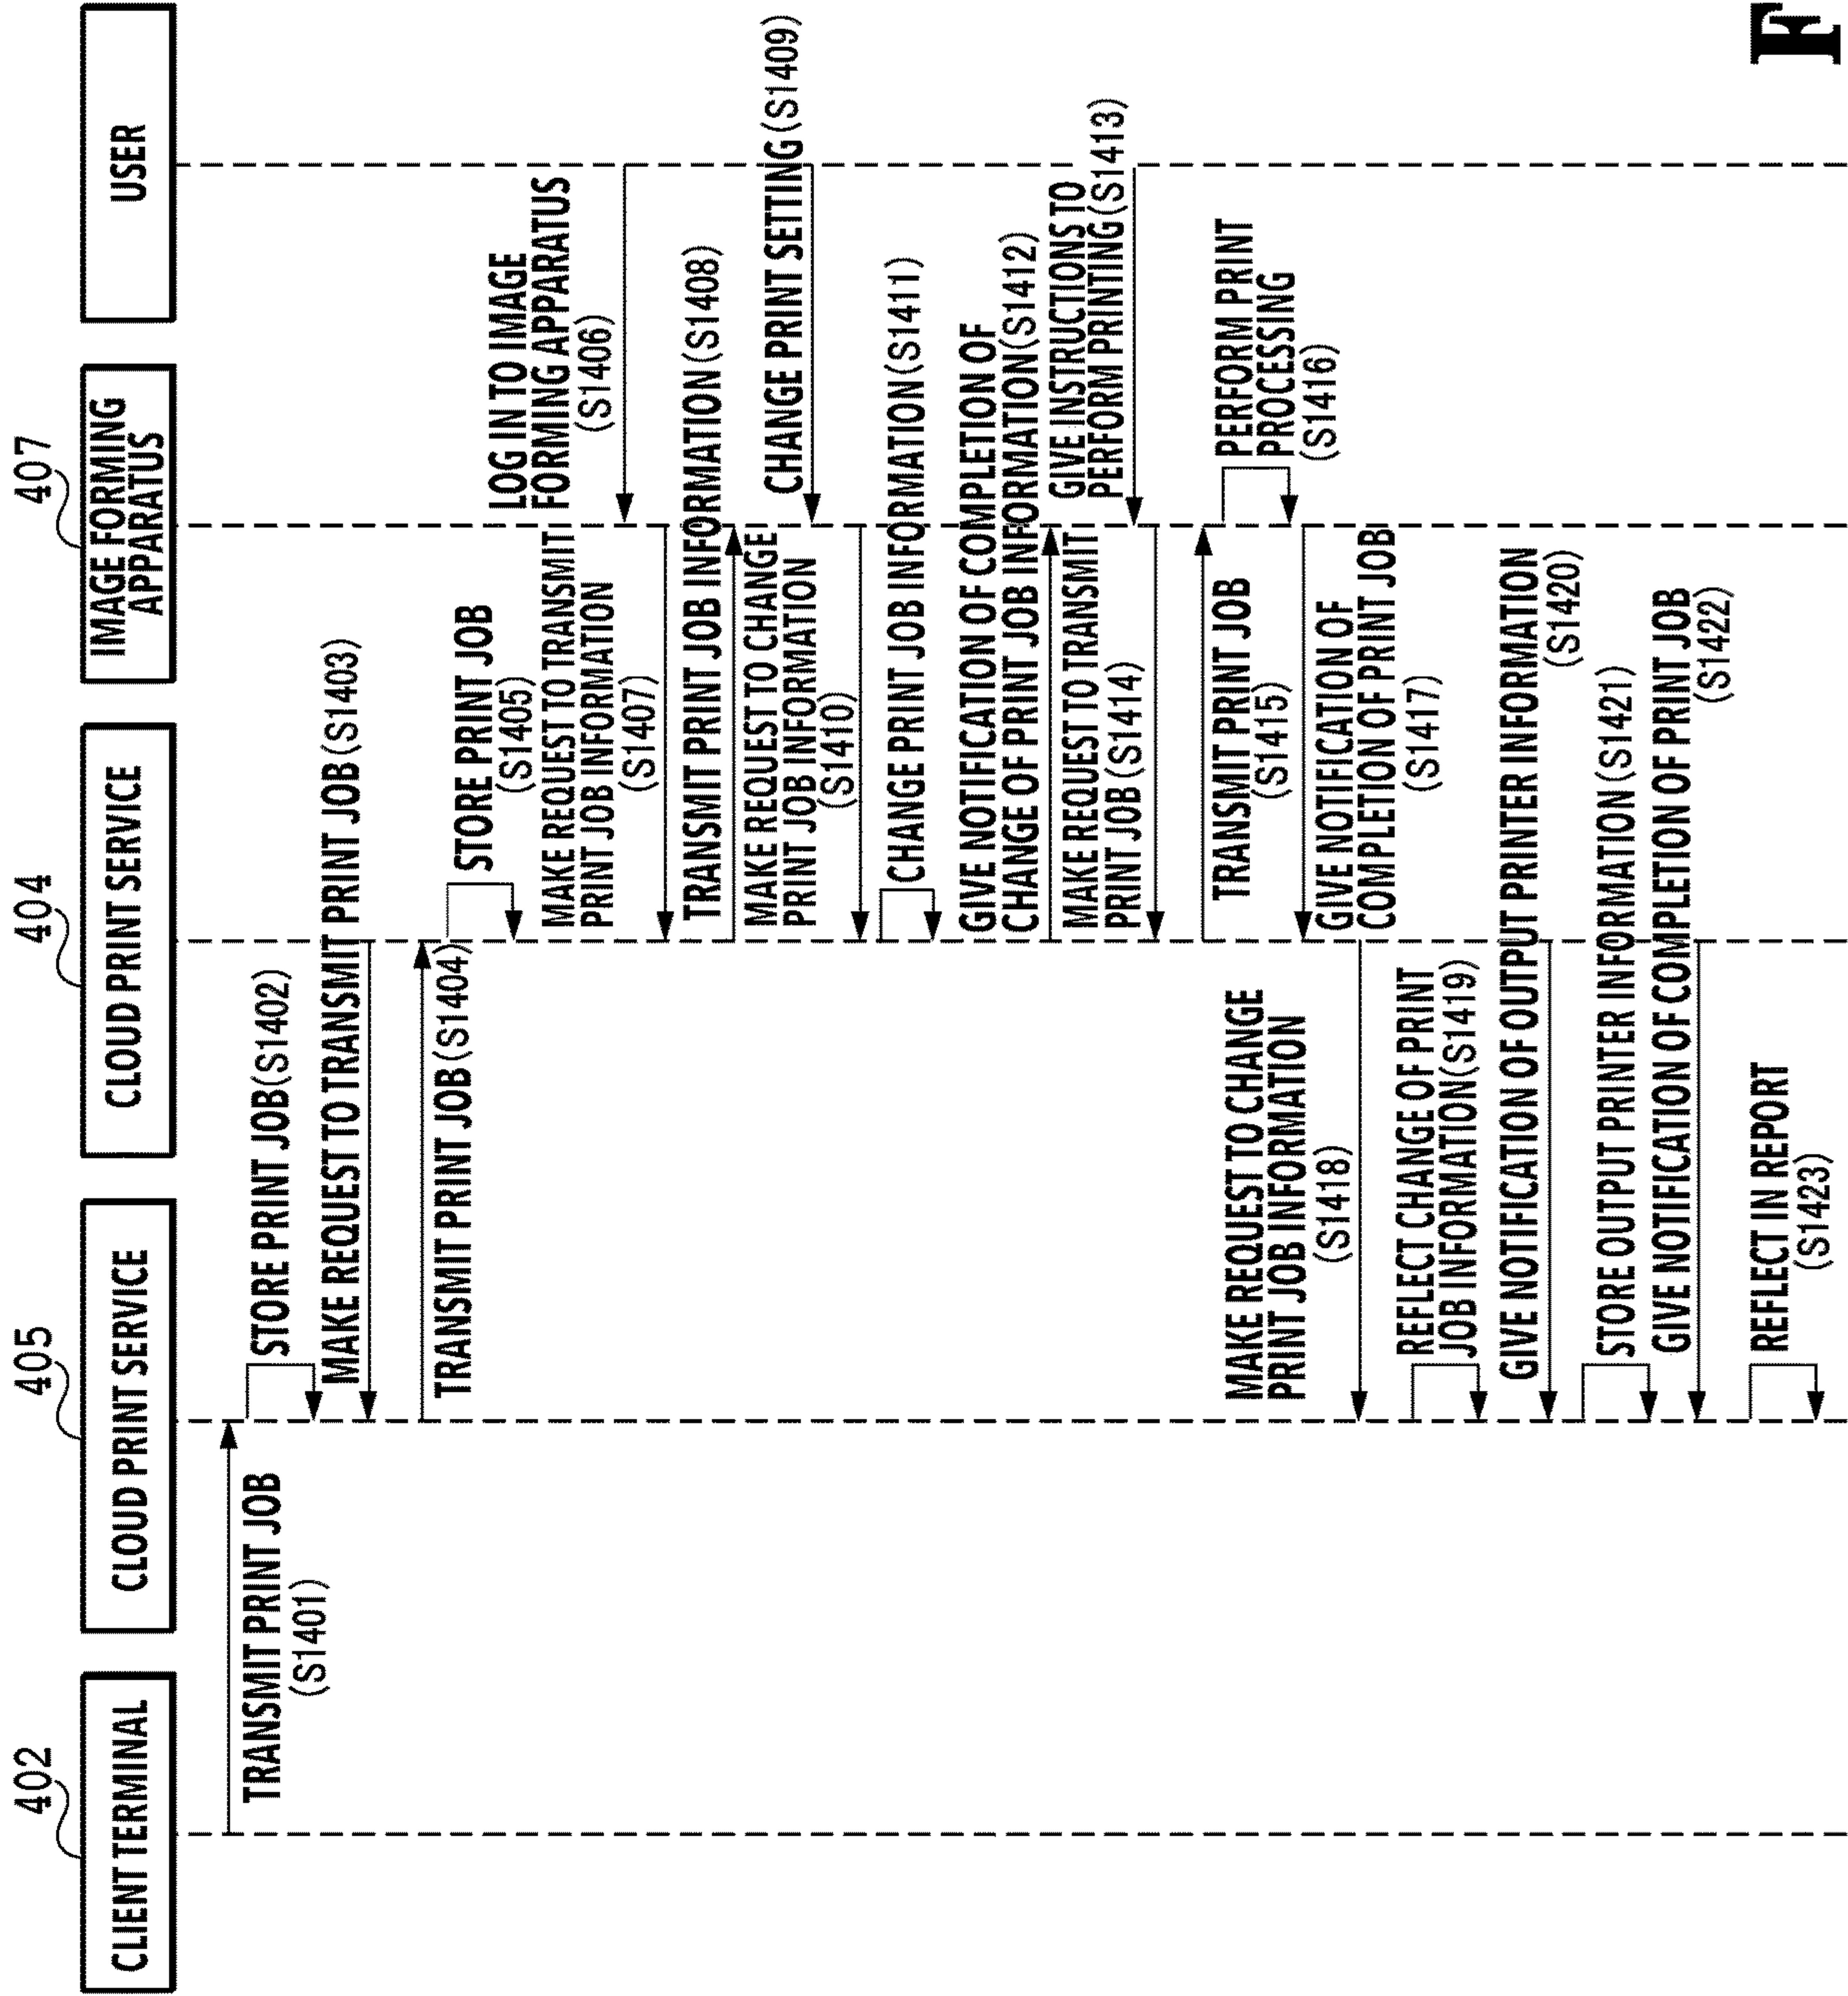 402
405
404
407
CLIENT TERMINAL
CLOUD PRINT SERVICE
CLOUD PRINT SERVICE
IMAGE FORMING
APPARATUS
USER
TRANSMIT PRINT JOB
(S1401)
STORE PRINT JOB(S1402)
MAKE REQUEST TO TRANSMIT PRINT JOB(S1403)
TRANSMIT PRINT JOB(S1404)
STORE PRINT JOB
(S1405)
LOG IN TO IMAGE
FORMING APPARATUS
(S1406)
MAKE REQUEST TO TRANSMIT
PRINT JOB INFORMATION
(S1407)
TRANSMIT PRINT JOB INFORMATION(S1408)
CHANGE PRINT SETTING(S1409)
MAKE REQUEST TO CHANGE
PRINT JOB INFORMATION
(S1410)
CHANGE PRINT JOB INFORMATION(S1411)
GIVE NOTIFICATION OF COMPLETION OF
CHANGE OF PRINT JOB INFORMATION(S1412)
GIVE INSTRUCTIONS TO
PERFORM PRINTING(S1413)
MAKE REQUEST TO TRANSMIT
PRINT JOB(S1414)
TRANSMIT PRINT JOB
(S1415)
PERFORM PRINT
PROCESSING
(S1416)
GIVE NOTIFICATION OF
COMPLETION OF PRINT JOB
(S1417)
MAKE REQUEST TO CHANGE
PRINT JOB INFORMATION
(S1418)
REFLECT CHANGE OF PRINT
JOB INFORMATION(S1419)
GIVE NOTIFICATION OF OUTPUT PRINTER INFORMATION
(S1420)
STORE OUTPUT PRINTER INFORMATION(S1421)
GIVE NOTIFICATION OF COMPLETION OF PRINT JOB
(S1422)
REFLECT IN REPORT
(S1423)
F